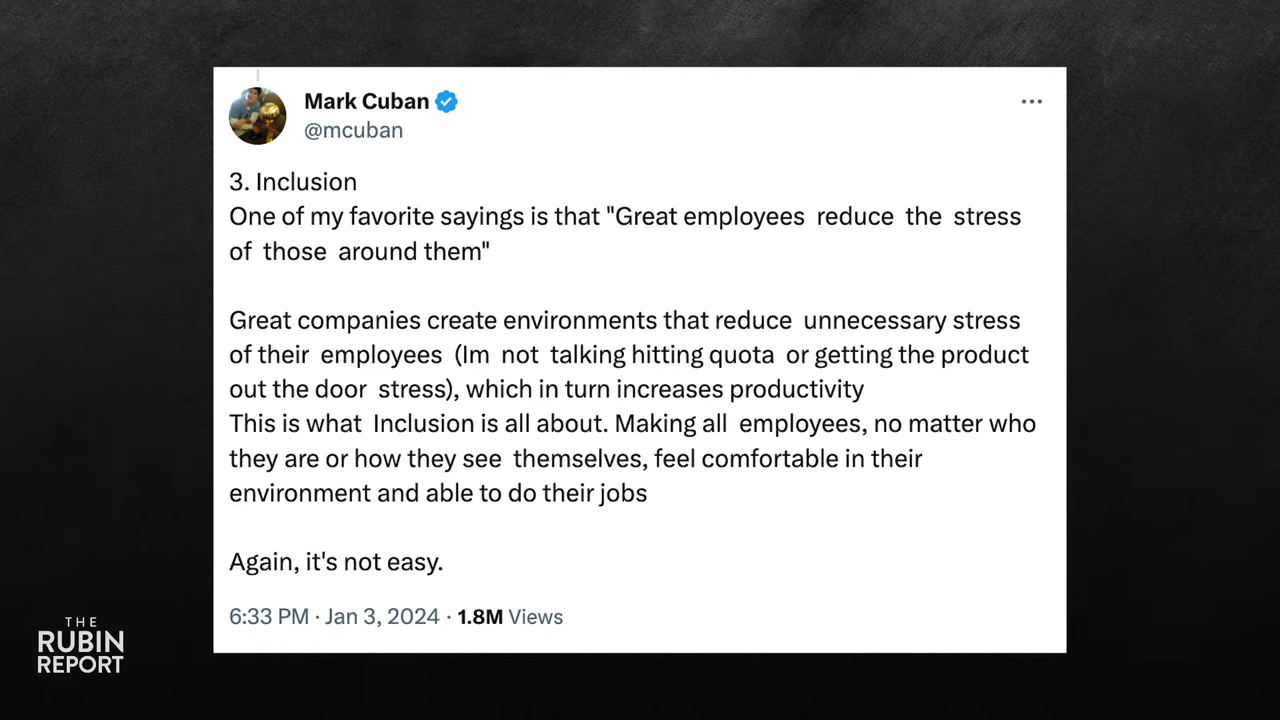 Mark Cuban
@mcuban
3. Inclusion
One of my favorite sayings is that "Great employees  reduce  the  stress
of  those  around them"
Great companies create environments that reduce  unnecessary stress
of their  employees  (Im  not  talking hitting quota  or getting the product
out the door  stress), which in turn increases productivity
This is what  Inclusion is all about. Making all  employees, no matter who
they are or how they see  themselves, feel comfortable in their
environment and able to do their jobs
Again, it's not easy.
6:33 PM · Jan 3, 2024 · 1.8M Views
THE
RUBIN
REPORT